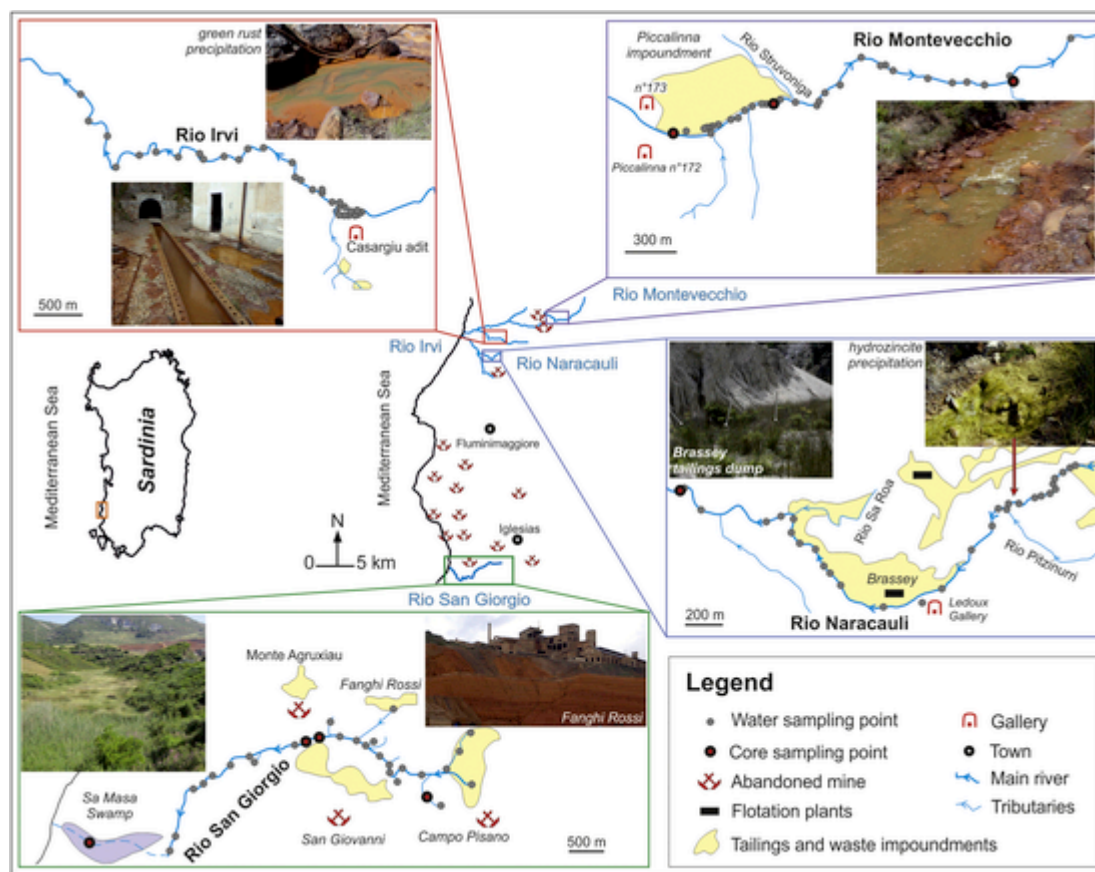 green rust
precipitation
Rio Irvi
Casargiu adit
500 m
Piccalinna
impoundment
Rio Struvoniga
Rio Montevecchio
n°173
Piccalinna n°172
300 m
Rio Montevecchio
Rio Irvi
Rio Naracauli
Mediterranean Sea
Sardinia
Mediterranean Sea
Fluminimaggiore
Iglesias
N
0 5 km
Rio San Giorgio
hydrozincite
precipitation
Brassey
tailings dump
Rio Sa Roa
Rio Pitzinurri
Brassey
Ledoux
Gallery
200 m
Rio Naracauli
Monte Agruxiau
Fanghi Rossi
Fanghi Rossi
Sa Masa
Swamp
Rio San Giorgio
San Giovanni
Campo Pisano
500 m
Legend
Water sampling point
Core sampling point
Abandoned mine
Flotation plants
Tailings and waste impoundments
Gallery
Town
Main river
Tributaries